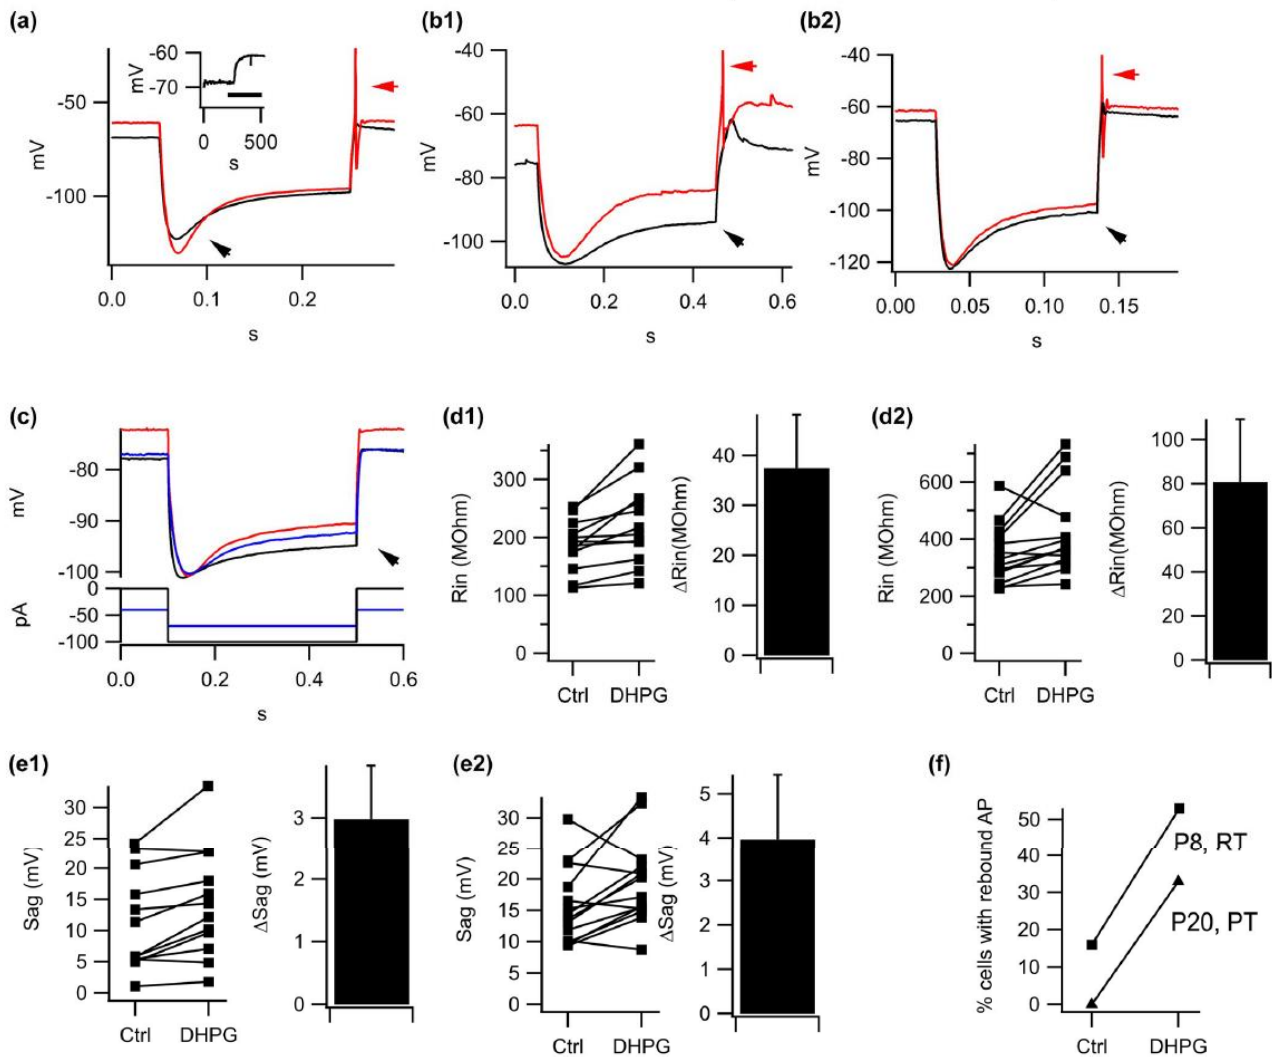 (a)
-50
-100
mV
0.0
0.1
0.2
s
-60
-70
mV
0
500
s
(b1)
-40
-60
-80
-100
mV
0.0
0.2
0.4
0.6
s
(b2)
-40
-60
-80
-100
-120
mV
0.00
0.05
0.10
0.15
s
(c)
-80
-90
-100
mV
0
-50
-100
pA
0.0
0.2
0.4
0.6
s
(d1)
300
200
100
0
Rin (MOhm)
Ctrl
DHPG
40
30
20
10
0
ΔRin(MOhm)
(d2)
600
400
200
0
Rin (MOhm)
Ctrl
DHPG
100
80
60
40
20
0
ΔRin(MOhm)
(e1)
30
25
20
15
10
5
0
Sag (mV)
Ctrl
DHPG
3
2
1
0
ΔSag (mV)
(e2)
30
25
20
15
10
5
0
Sag (mV)
Ctrl
DHPG
5
4
3
2
1
0
ΔSag (mV)
(f)
50
40
30
20
10
0
% cells with rebound AP
P8, RT
P20, PT
Ctrl
DHPG